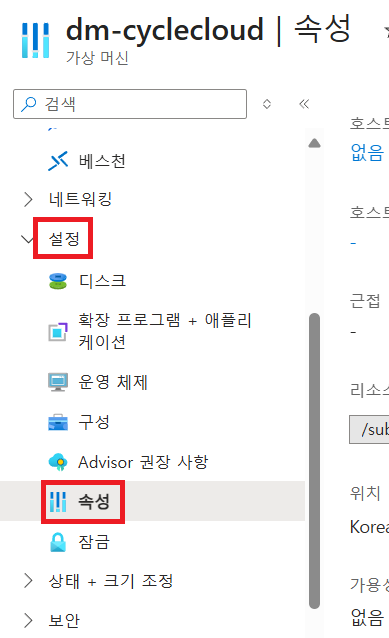 dm-cyclecloud | 속성
가상 머신
검색
베스천
네트워킹
설정
디스크
확장 프로그램 + 애플리
케이션
운영 체제
구성
Advisor 권장 사항
속성
잠금
상태 + 크기 조정
보안
호스트
없음
호스
-
근접
-
리소스
/sub
위치
Korea
가용성
없음